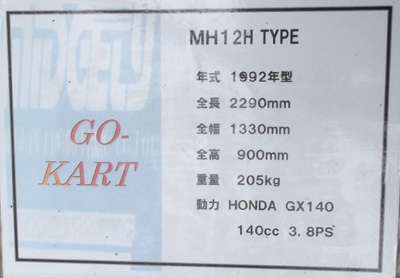 MH12H TYPE
年式 1992年型
全長 2290mm
全幅 1330mm
全高 900mm
重量 205kg
動力 HONDA GX140
140cc 3.8PS
GO-
KART